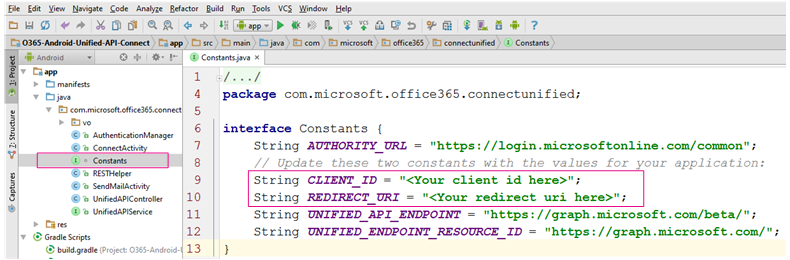 File Edit View Navigate Code Analyze Refactor Build Run Tools VCS Window Help
app
O365-Android-Unified-API-Connect app src main java com microsoft office365 connectunified Constants
Android
Constants.java
1: Project
app
manifests
java
com.microsoft.office365.connect
vo
AuthenticationManager
ConnectActivity
Constants
RESTHelper
SendMailActivity
UnifiedAPIController
UnifiedAPIService
res
Gradle Scripts
build.gradle (Project: O365-Android-U
7: Structure
Captures
1 /.../
4 package com.microsoft.office365.connectunified;
5
6 interface Constants {
7 String AUTHORITY_URL = "https://login.microsoftonline.com/common";
8 // Update these two constants with the values for your application:
9 String CLIENT_ID = "<Your client id here>";
10 String REDIRECT_URI = "<Your redirect uri here>";
11 String UNIFIED_API_ENDPOINT = "https://graph.microsoft.com/beta/";
12 String UNIFIED_ENDPOINT_RESOURCE_ID = "https://graph.microsoft.com/";
13 }